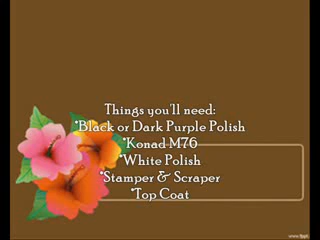 Things you'll need:
*Black or Dark Purple Polish
*Konad M76
*White Polish
*Stamper & Scraper
*Top Coat